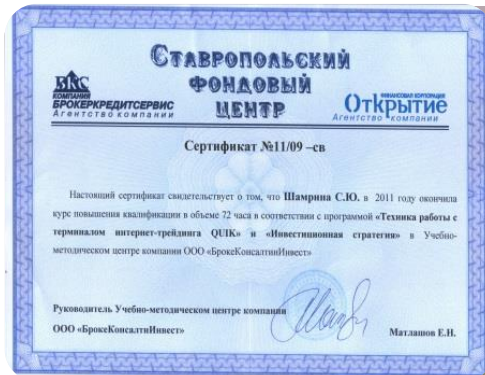 СТАВРОПОЛЬСКИЙ
ФОНДОВЫЙ
ЦЕНТР
БКС
КОМПАНИЯ
БРОКЕРКРЕДИТСЕРВИС
Агентство компании
ФИНАНСОВАЯ КОРПОРАЦИЯ
Открытие
Агентство компании
Сертификат №11/09 –св
Настоящий сертификат свидетельствует о том, что Шамрина С.Ю. в 2011 году окончила
курс повышения квалификации в объеме 72 часа в соответствии с программой «Техника работы с
терминалом интернет-трейдинга QUIK» и «Инвестиционная стратегия» в Учебно-
методическом центре компании ООО «БрокеКонсалтинИнвест»
Руководитель Учебно-методическом центре компании
ООО «БрокеКонсалтнИнвест»
Матлашов Е.Н.